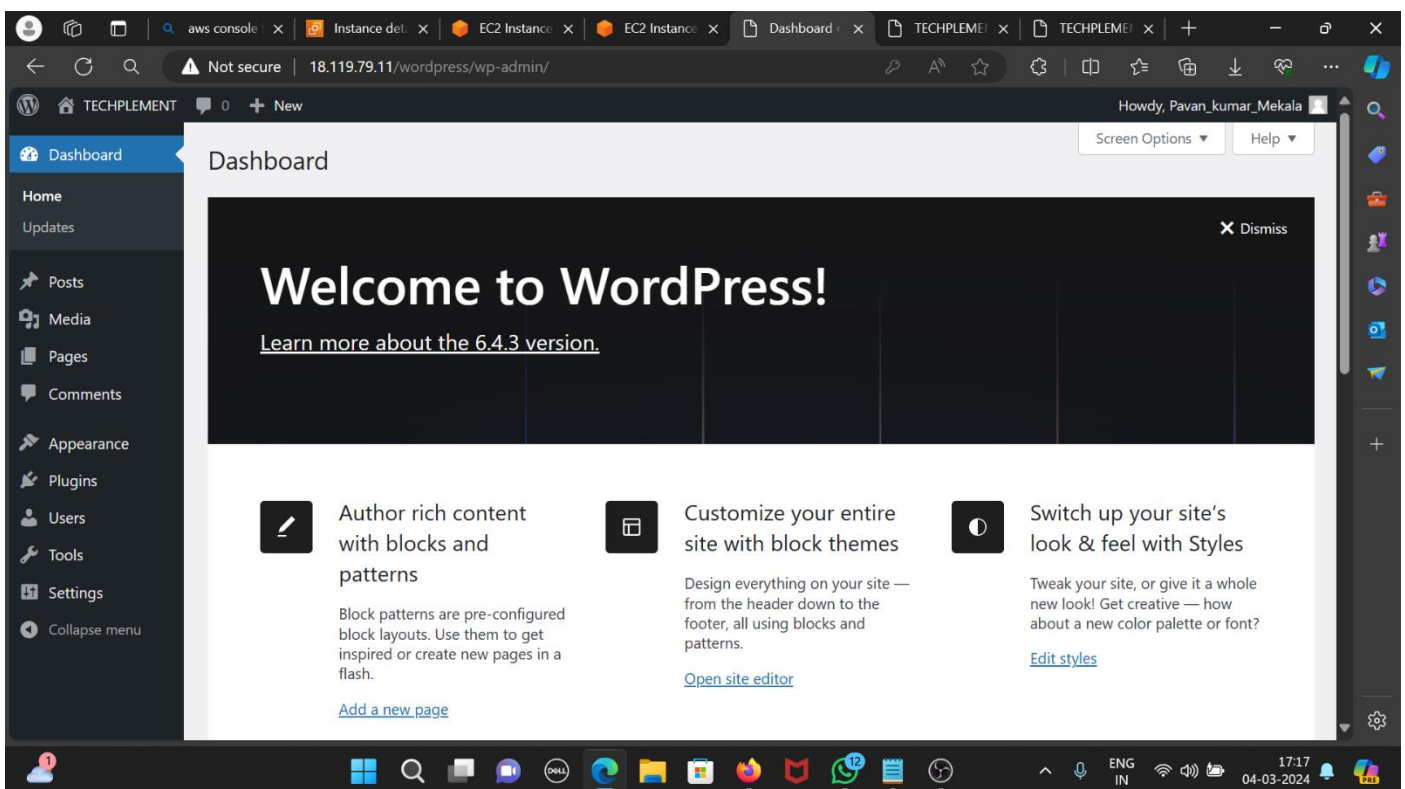 aws console
Instance det
EC2 Instance
EC2 Instance
Dashboard ‹
TECHPLEMEN
TECHPLEMEN
Not secure | 18.119.79.11/wordpress/wp-admin/
TECHPLEMENT 0 New
Howdy, Pavan_kumar_Mekala
Screen Options ▼
Help ▼
Dashboard
Home
Updates
Posts
Media
Pages
Comments
Appearance
Plugins
Users
Tools
Settings
Collapse menu
Dashboard
Dismiss
Welcome to WordPress!
Learn more about the 6.4.3 version.
Author rich content
with blocks and
patterns
Block patterns are pre-configured
block layouts. Use them to get
inspired or create new pages in a
flash.
Add a new page
Customize your entire
site with block themes
Design everything on your site —
from the header down to the
footer, all using blocks and
patterns.
Open site editor
Switch up your site's
look & feel with Styles
Tweak your site, or give it a whole
new look! Get creative — how
about a new color palette or font?
Edit styles
1
DELL
12
ENG
IN
17:17
04-03-2024
PRE